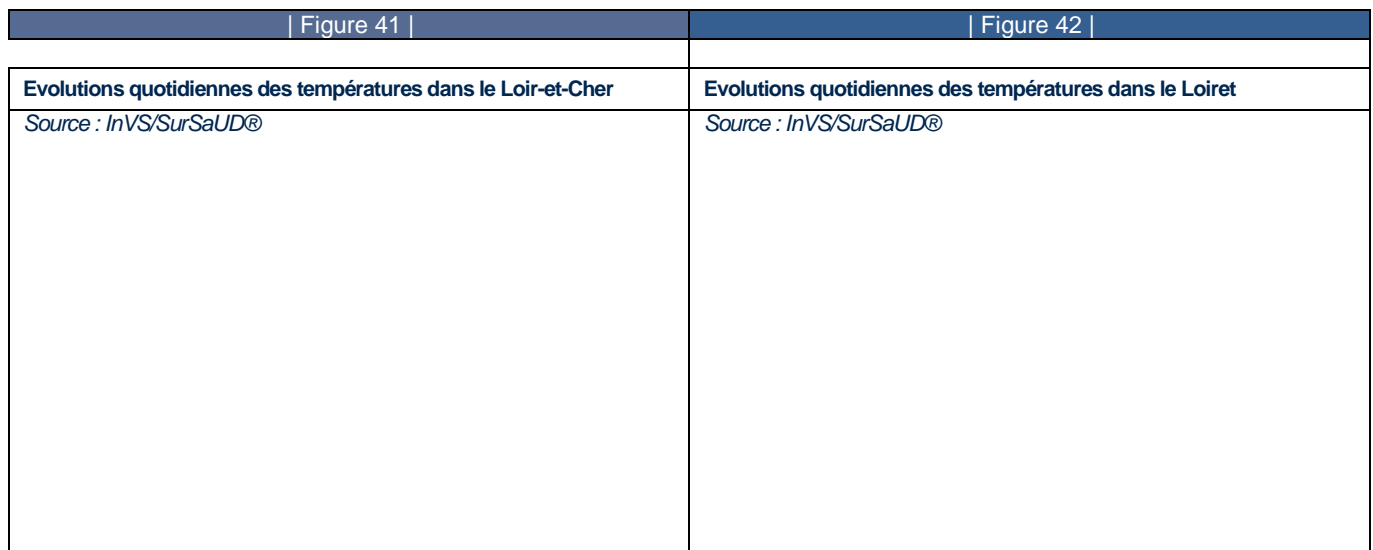 | Figure 41 |
| Figure 42 |
Evolutions quotidiennes des températures dans le Loir-et-Cher
Evolutions quotidiennes des températures dans le Loiret
Source : InVS/SurSaUD®
Source : InVS/SurSaUD®